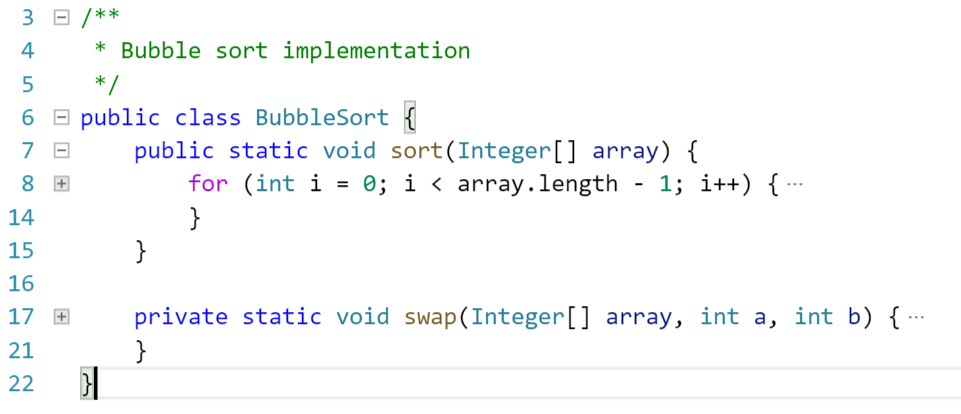 3 /**
4  * Bubble sort implementation
5  */
6 public class BubbleSort {
7     public static void sort(Integer[] array) {
8         for (int i = 0; i < array.length - 1; i++) { ...
14         }
15     }
16
17     private static void swap(Integer[] array, int a, int b) { ...
21     }
22 }